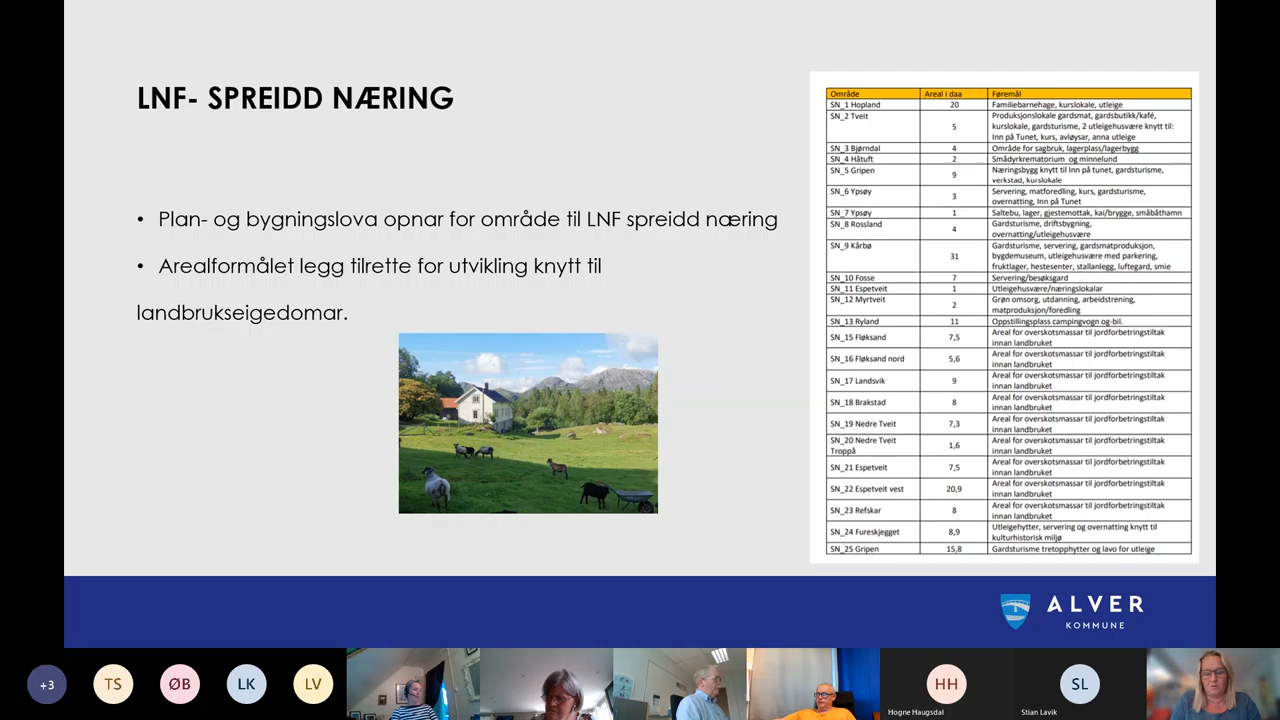 LNF- SPREIDD NÆRING
• Plan- og bygningslova opnar for område til LNF spreidd næring
• Arealformålet legg tilrette for utvikling knytt til
landbrukseigedomar.
Område Areal i daa Føremål
SN_1 Hopland 20 Familiebarnehage, kurslokale, utleige
SN_2 Tveit 5 Produksjonslokale gardsmat, gardsbutikk/kafé,
kurslokale, gardsturisme, 2 utleigehusvære knytt til:
Inn på Tunet, kurs, avløysar, anna utleige
SN_3 Bjørndal 4 Område for sagbruk, lagerplass/lagerbygg
SN_4 Håtuft 2 Smådyrkrematorium og minnelund
SN_5 Gripen 9 Næringsbygg knytt til Inn på tunet, gardsturisme,
verkstad, kurslokale
SN_6 Ypsøy 3 Servering, matforedling, kurs, gardsturisme,
overnatting, Inn på Tunet
SN_7 Ypsøy 1 Saltebu, lager, gjestemottak, kai/brygge, småbåthamn
SN_8 Rossland 4 Gardsturisme, driftsbygning,
overnatting/utleigehusvære
SN_9 Kårbø 31 Gardsturisme, servering, gardsmatproduksjon,
bygdemuseum, utleigehusvære med parkering,
fruktlager, hestesenter, stallanlegg, luftegard, smie
SN_10 Fosse 7 Servering/besøksgard
SN_11 Espetveit 1 Utleigehusvære/næringslokalar
SN_12 Myrtveit 2 Grøn omsorg, utdanning, arbeidstrening,
matproduksjon/foredling
SN_13 Ryland 11 Oppstillingsplass campingvogn og-bil.
SN_15 Fløksand 7,5 Areal for overskotsmassar til jordforbetringstiltak
innan landbruket
SN_16 Fløksand nord 5,6 Areal for overskotsmassar til jordforbetringstiltak
innan landbruket
SN_17 Landsvik 9 Areal for overskotsmassar til jordforbetringstiltak
innan landbruket
SN_18 Brakstad 8 Areal for overskotsmassar til jordforbetringstiltak
innan landbruket
SN_19 Nedre Tveit 7,3 Areal for overskotsmassar til jordforbetringstiltak
innan landbruket
SN_20 Nedre Tveit Troppå 1,6 Areal for overskotsmassar til jordforbetringstiltak
innan landbruket
SN_21 Espetveit 7,5 Areal for overskotsmassar til jordforbetringstiltak
innan landbruket
SN_22 Espetveit vest 20,9 Areal for overskotsmassar til jordforbetringstiltak
innan landbruket
SN_23 Refskar 8 Areal for overskotsmassar til jordforbetringstiltak
innan landbruket
SN_24 Fureskjegget 8,9 Utleigehytter, servering og overnatting knytt til
kulturhistorisk miljø
SN_25 Gripen 15,8 Gardsturisme tretopphytter og lavo for utleige
ALVER
KOMMUNE
+3 TS ØB LK LV HH SL
Hogne Haugsdal Stian Lavik